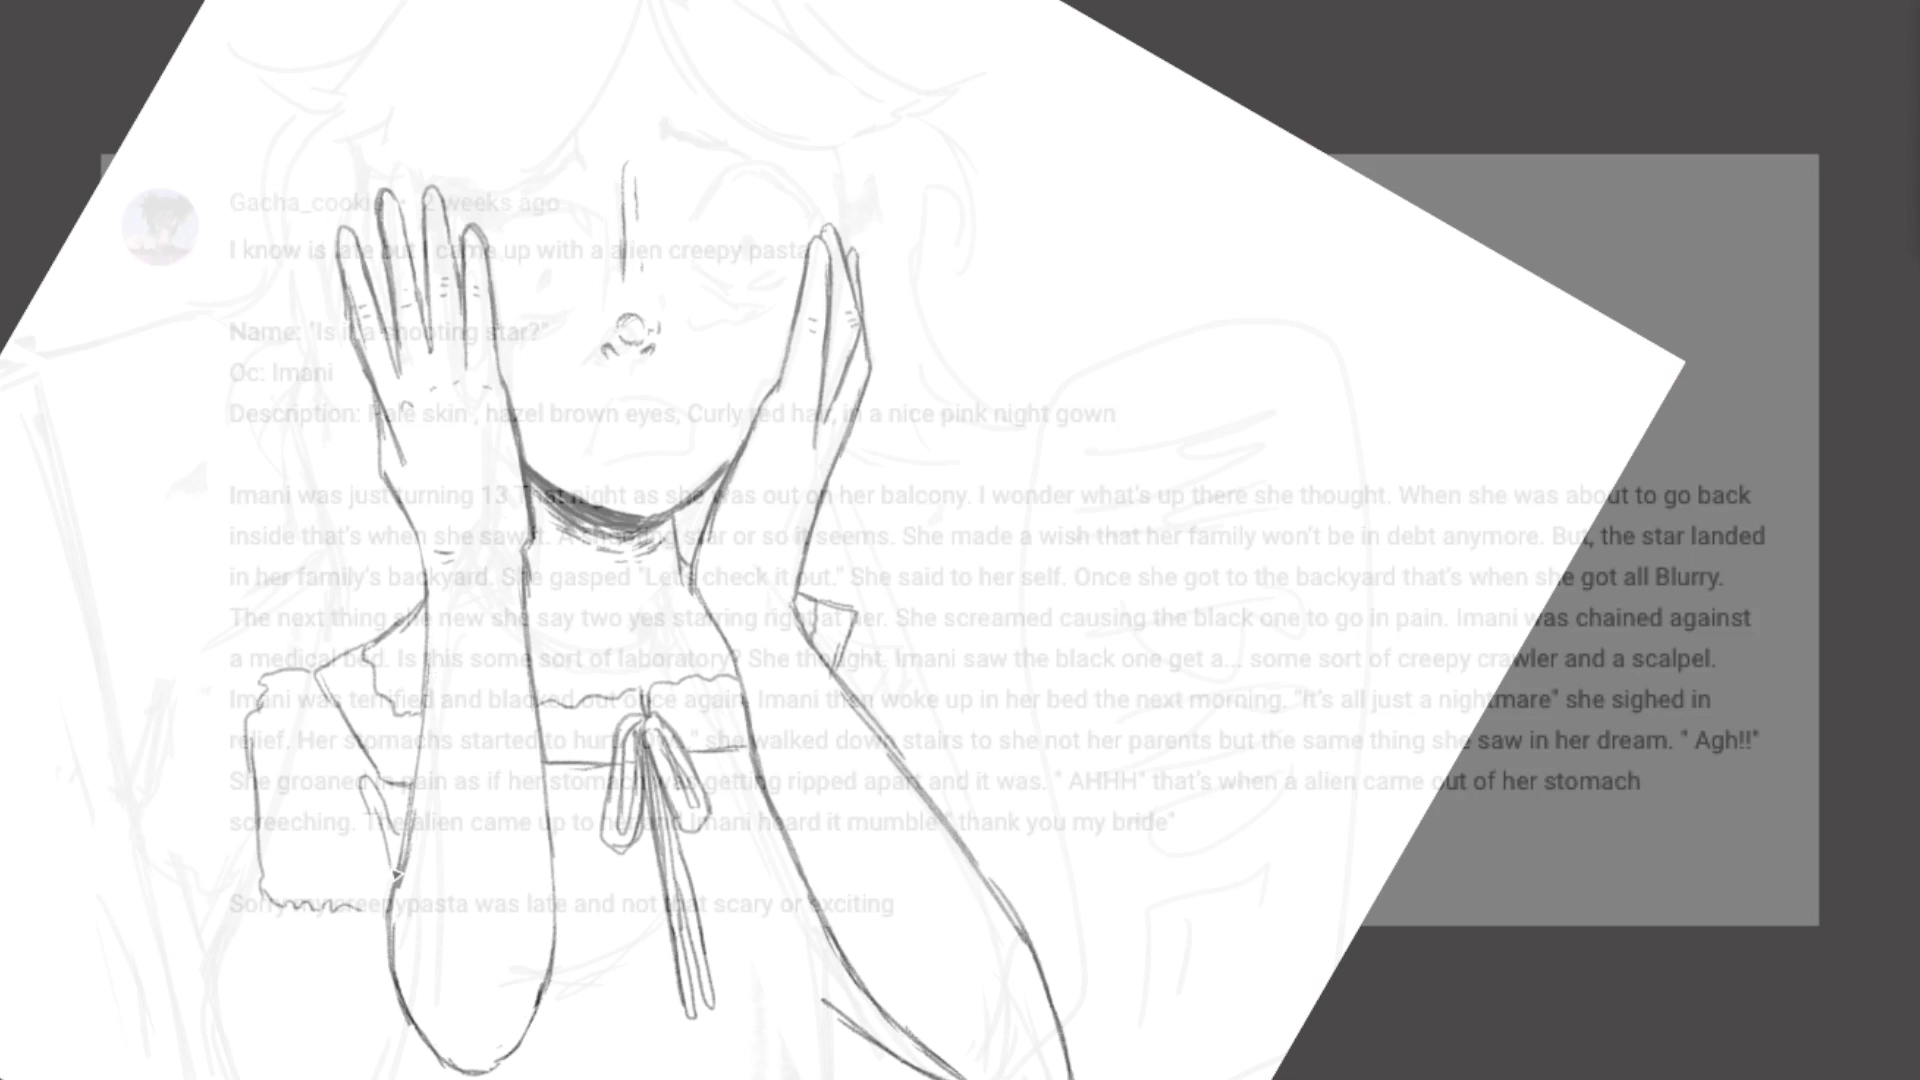 Gacha_cookie · 2 weeks ago
I know is late but I came up with a alien creepy pasta
Name: "Is it a shooting star?"
Oc: Imani
Description: Pale skin , hazel brown eyes, Curly red hair, in a nice pink night gown
Imani was just turning 13 That night as she was out on her balcony. I wonder what's up there she thought. When she was about to go back
inside that's when she saw it. A shooting star or so it seems. She made a wish that her family won't be in debt anymore. But, the star landed
in her family's backyard. She gasped "Let's check it out." She said to her self. Once she got to the backyard that's when she got all Blurry.
The next thing she new she say two yes starring right at her. She screamed causing the black one to go in pain. Imani was chained against
a medical bed. Is this some sort of laboratory? She thought. Imani saw the black one get a... some sort of creepy crawler and a scalpel.
Imani was terrified and blacked out once again. Imani then woke up in her bed the next morning. "It's all just a nightmare" she sighed in
relief. Her stomachs started to hurt " she walked down stairs to she not her parents but the same thing she saw in her dream. " Agh!!"
She groaned in pain as if her stomach was getting ripped apart and it was. " AHHH" that's when a alien came out of her stomach
screeching. The alien came up to her and Imani heard it mumble " thank you my bride"
Sorry my creepypasta was late and not that scary or exciting